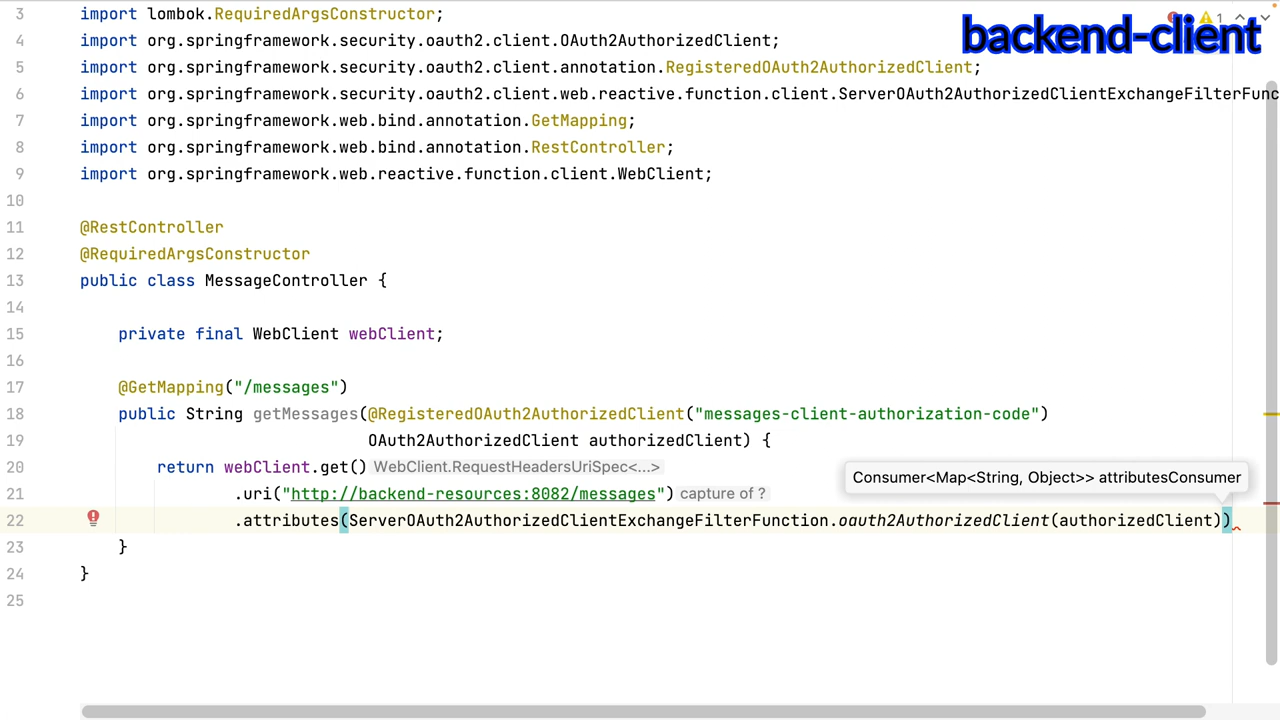 backend-client
1
3 import lombok.RequiredArgsConstructor;
4 import org.springframework.security.oauth2.client.OAuth2AuthorizedClient;
5 import org.springframework.security.oauth2.client.annotation.RegisteredOAuth2AuthorizedClient;
6 import org.springframework.security.oauth2.client.web.reactive.function.client.ServerOAuth2AuthorizedClientExchangeFilterFunc
7 import org.springframework.web.bind.annotation.GetMapping;
8 import org.springframework.web.bind.annotation.RestController;
9 import org.springframework.web.reactive.function.client.WebClient;
10
11 @RestController
12 @RequiredArgsConstructor
13 public class MessageController {
14
15 private final WebClient webClient;
16
17 @GetMapping("/messages")
18 public String getMessages(@RegisteredOAuth2AuthorizedClient("messages-client-authorization-code")
19 OAuth2AuthorizedClient authorizedClient) {
20 return webClient.get() WebClient.RequestHeadersUriSpec<...>
Consumer<Map<String, Object>> attributesConsumer
21 .uri("http://backend-resources:8082/messages") capture of ?
22 .attributes(ServerOAuth2AuthorizedClientExchangeFilterFunction.oauth2AuthorizedClient(authorizedClient))
23 }
24 }
25